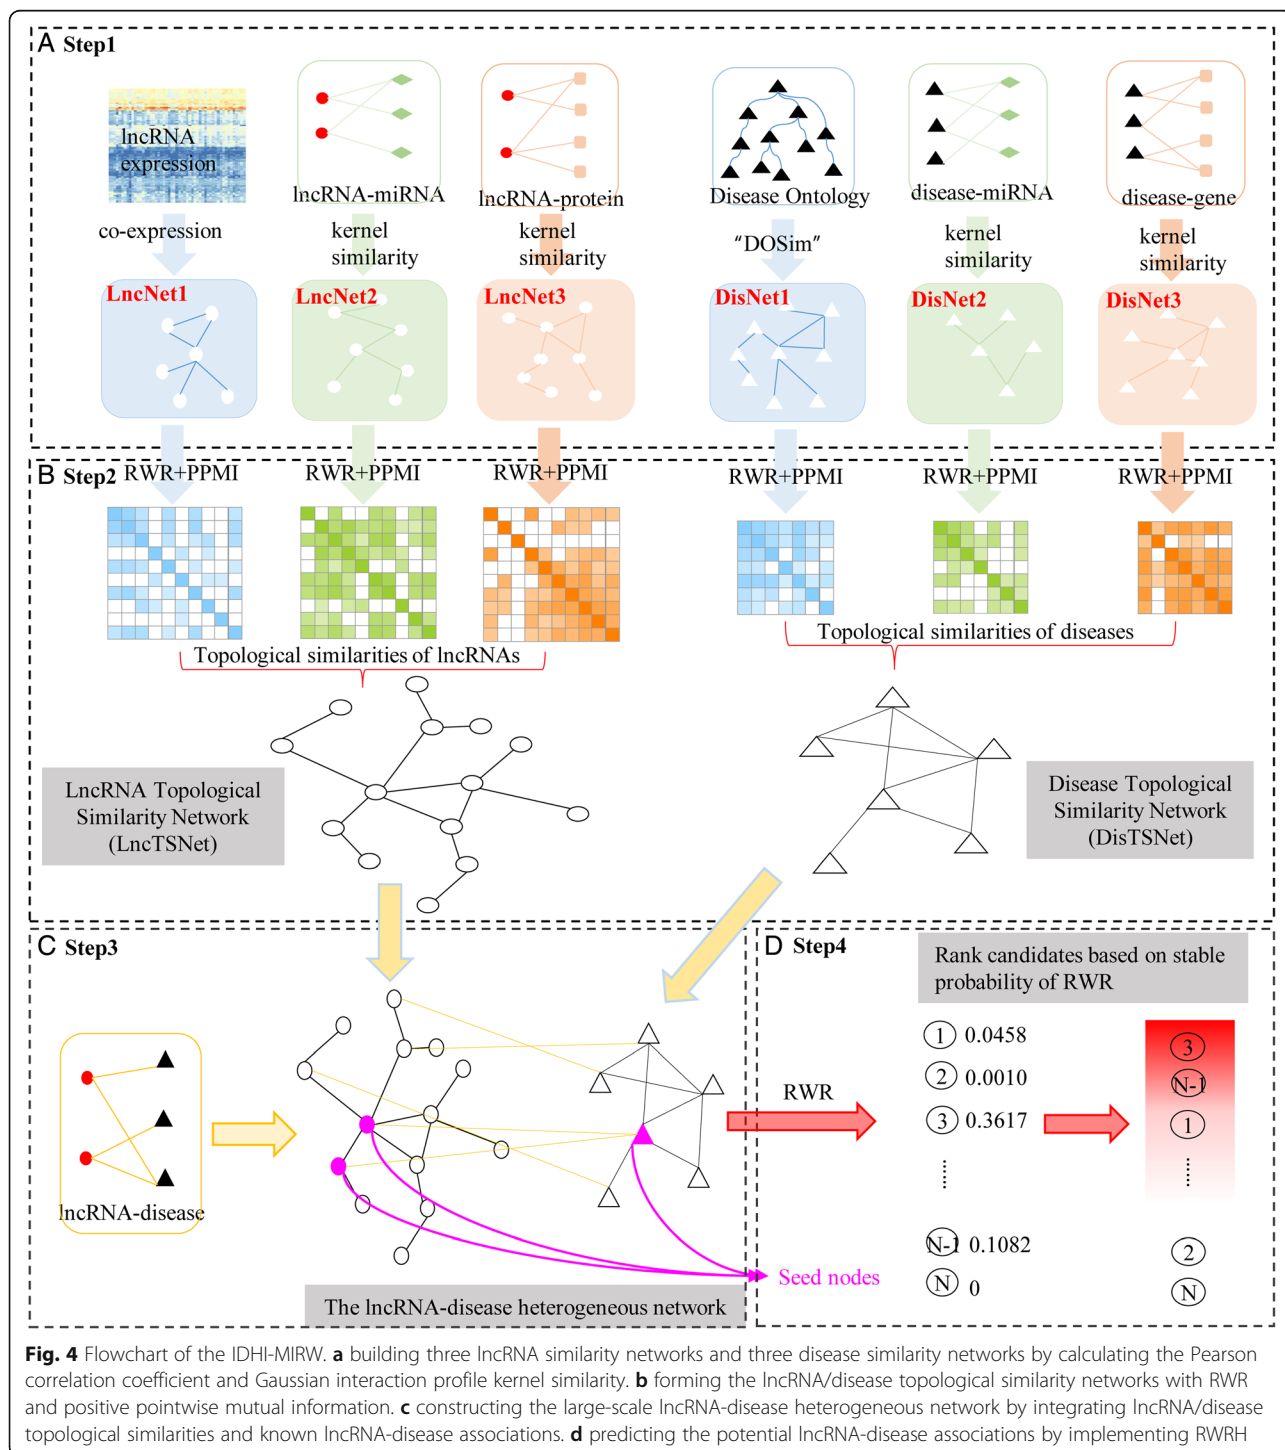 A Step1
lncRNA
expression
lncRNA-miRNA
lncRNA-protein
Disease Ontology
disease-miRNA
disease-gene
co-expression
kernel
similarity
kernel
similarity
“DOSim”
kernel
similarity
kernel
similarity
LncNet1
LncNet2
LncNet3
DisNet1
DisNet2
DisNet3
B Step2
RWR+PPMI
RWR+PPMI
RWR+PPMI
RWR+PPMI
RWR+PPMI
RWR+PPMI
Topological similarities of lncRNAs
Topological similarities of diseases
LncRNA Topological
Similarity Network
(LncTSNet)
Disease Topological
Similarity Network
(DisTSNet)
C Step3
lncRNA-disease
The lncRNA-disease heterogeneous network
Seed nodes
RWR
D Step4
Rank candidates based on stable
probability of RWR
1 0.0458
2 0.0010
3 0.3617
......
N-1 0.1082
N 0
3
N-1
1
......
2
N
Fig. 4 Flowchart of the IDHI-MIRW. a building three lncRNA similarity networks and three disease similarity networks by calculating the Pearson
correlation coefficient and Gaussian interaction profile kernel similarity. b forming the lncRNA/disease topological similarity networks with RWR
and positive pointwise mutual information. c constructing the large-scale lncRNA-disease heterogeneous network by integrating lncRNA/disease
topological similarities and known lncRNA-disease associations. d predicting the potential lncRNA-disease associations by implementing RWRH